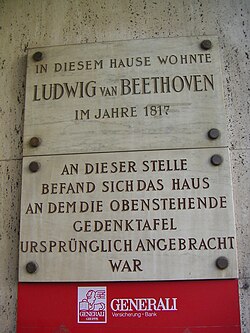 IN DIESEM HAUSE WOHNTE
LUDWIG VAN BEETHOVEN
IM JAHRE 1817
AN DIESER STELLE
BEFAND SICH DAS HAUS
AN DEM DIE OBENSTEHENDE
GEDENKTAFEL
URSPRÜNGLICH ANGEBRACHT
WAR
GENERALI
Versicherung · Bank
GENERALI